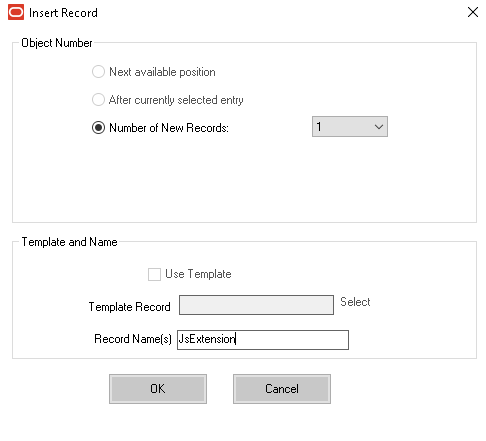 Insert Record
Object Number
Next available position
After currently selected entry
Number of New Records: 1
Template and Name
Use Template
Template Record Select
Record Name(s) JsExtension
OK Cancel